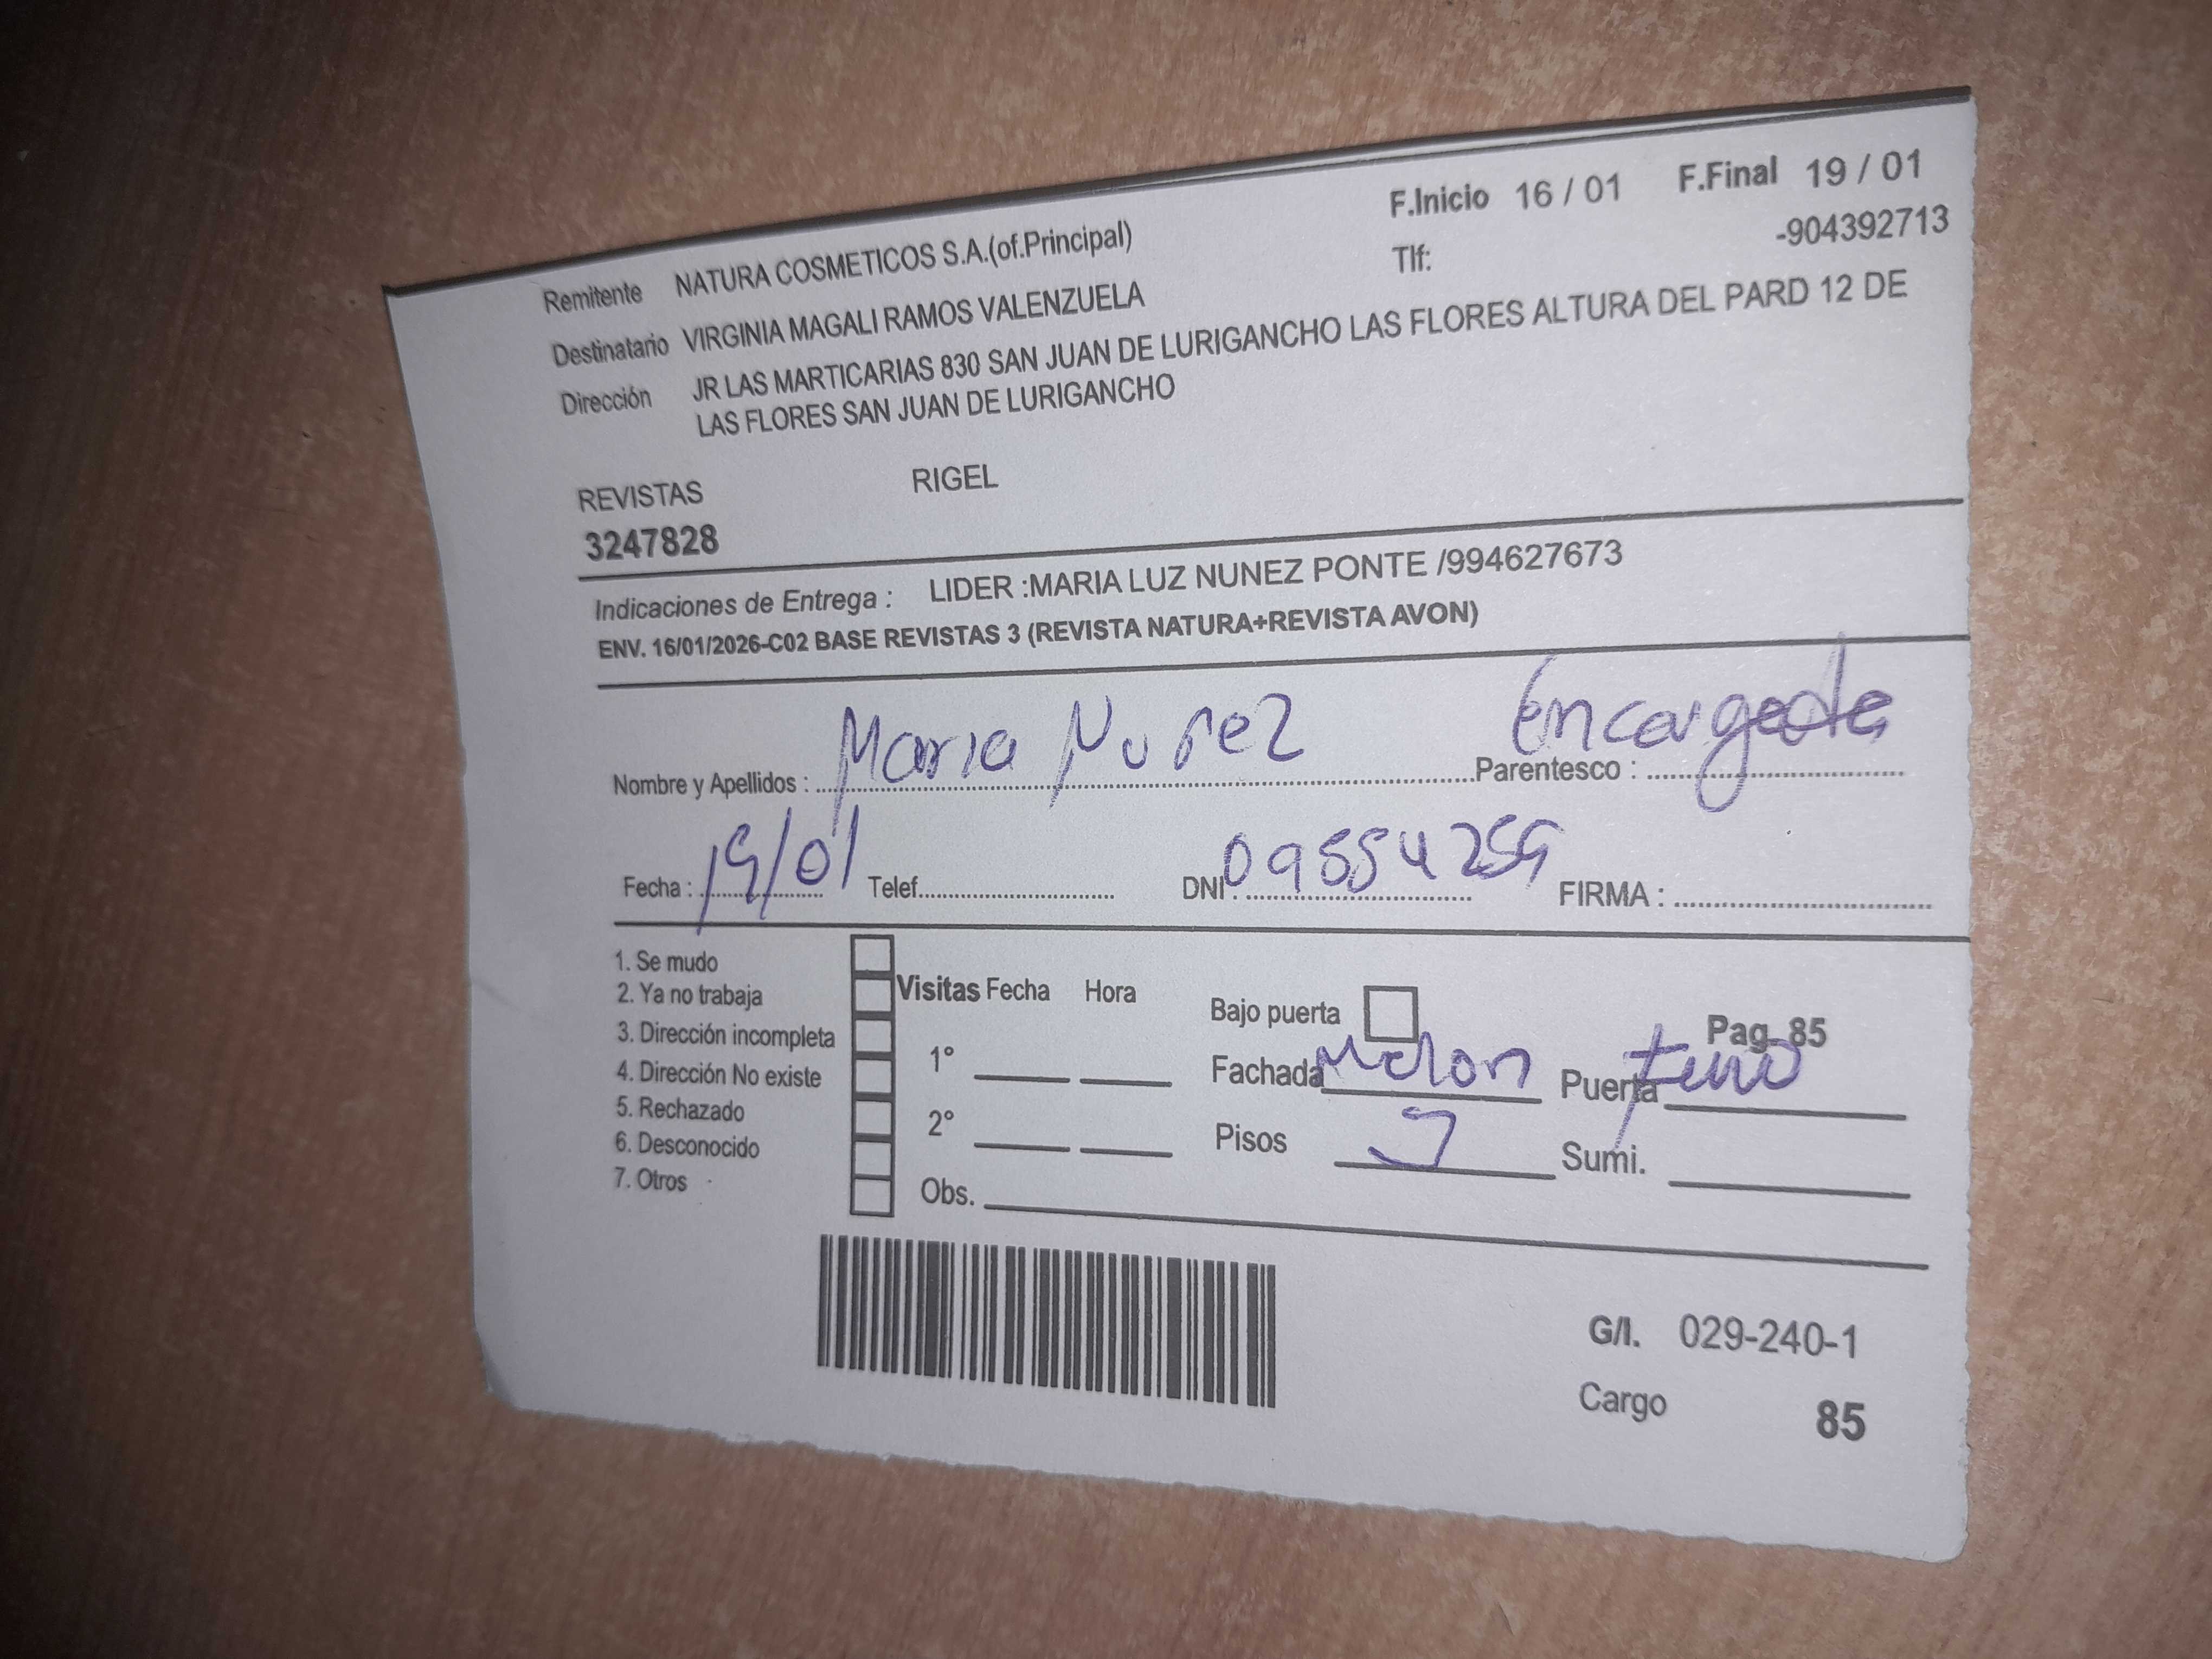 F.Inicio 16 / 01 F.Final 19 / 01
Remitente NATURA COSMETICOS S.A.(of.Principal) Tlf: -904392713
Destinatario VIRGINIA MAGALI RAMOS VALENZUELA
Dirección JR LAS MARTICARIAS 830 SAN JUAN DE LURIGANCHO LAS FLORES ALTURA DEL PARD 12 DE
LAS FLORES SAN JUAN DE LURIGANCHO
REVISTAS RIGEL
3247828
Indicaciones de Entrega : LIDER :MARIA LUZ NUNEZ PONTE /994627673
ENV. 16/01/2026-C02 BASE REVISTAS 3 (REVISTA NATURA+REVISTA AVON)
Nombre y Apellidos : Maria Nuñez Parentesco : Encargada
Fecha : 19/01 Telef. DNI: FIRMA :
1. Se mudo
2. Ya no trabaja Visitas Fecha Hora Bajo puerta
3. Dirección incompleta Pag. 85
4. Dirección No existe 1° Fachada Melon Puerta
5. Rechazado
6. Desconocido 2° Pisos Sumi.
7. Otros Obs.
G/I. 029-240-1
Cargo 85